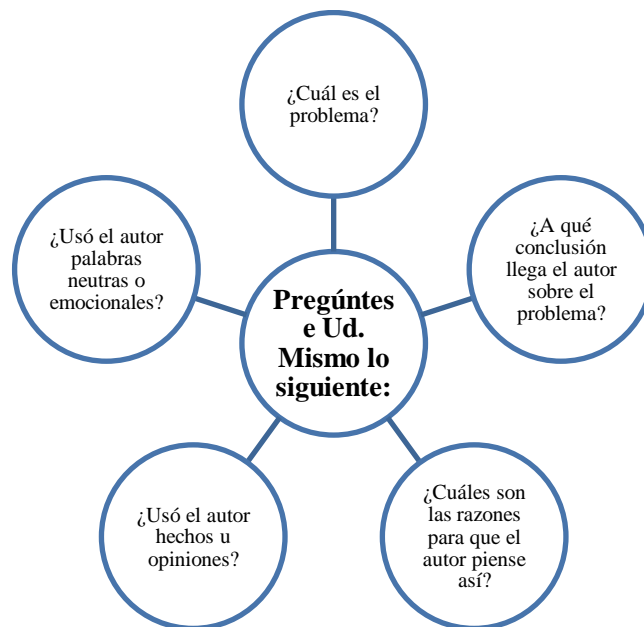 ¿Cuál es el
problema?
¿A qué
conclusión
llega el autor
sobre el
problema?
¿Cuáles son
las razones
para que el
autor piense
así?
¿Usó el autor
hechos u
opiniones?
¿Usó el autor
palabras
neutras o
emocionales?
Pregúntes
e Ud.
Mismo lo
siguiente: